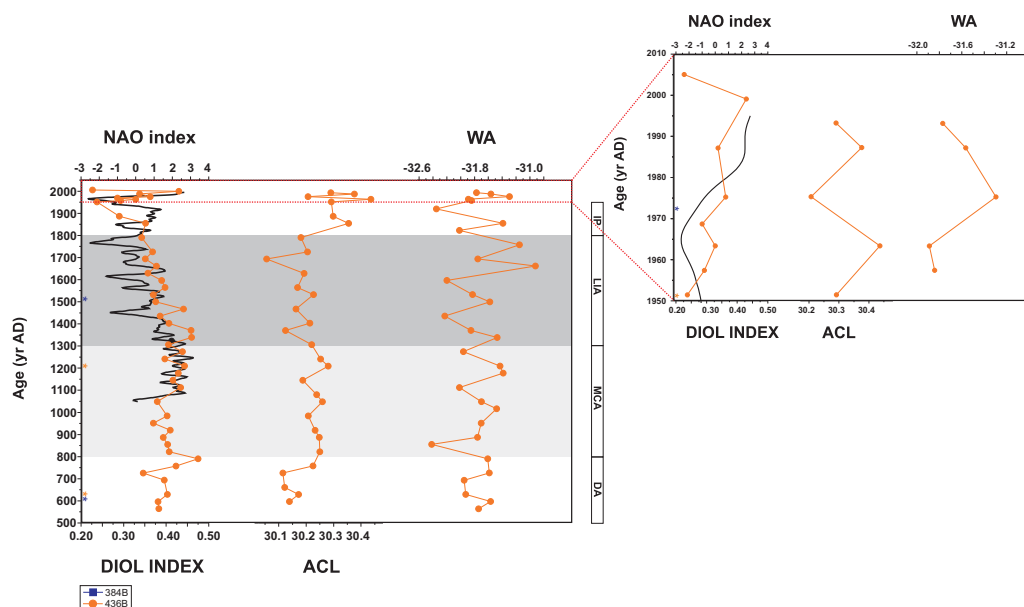 NAO index
WA
-3 -2 -1 0 1 2 3 4
-32.0 -31.6 -31.2
2010
2000
1990
1980
1970
1960
1950
Age (yr AD)
0.20 0.30 0.40 0.50
30.2 30.3 30.4
DIOL INDEX
ACL
NAO index
WA
-3 -2 -1 0 1 2 3 4
-32.6 -31.8 -31.0
2000
1900
1800
1700
1600
1500
1400
1300
1200
1100
1000
900
800
700
600
500
Age (yr AD)
IP
LIA
MCA
DA
0.20 0.30 0.40 0.50
30.1 30.2 30.3 30.4
DIOL INDEX
ACL
384B
436B